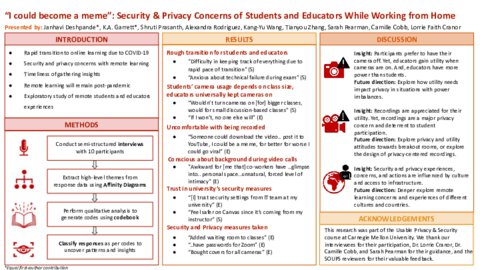 "I could become a meme": Security & Privacy Concerns of Students and Educators While Working from Home
Presented by: Janhavi Deshpande*, K.A. Garrett*, Shruti Prasanth, Alexandra Rodriguez, Kang-Yu Wang, Tianyou Zhang, Sarah Pearman, Camille Cobb, Lorrie Faith Cranor
INTRODUCTION
Rapid transition to online learning due to COVID-19
Security and privacy concerns with remote learning
Timeliness of gathering insights
Remote learning will remain post-pandemic
Exploratory study of remote students and educators
experiences
METHODS
Conduct semi-structured interviews
with 10 participants
Extract high-level themes from
response data using Affinity Diagrams
Perform qualitative analysis to
generate codes using codebook
Classify responses as per codes to
uncover patterns and insights
*Equal first author contribution
RESULTS
Rough transition for students and educators
"Difficulty in keeping track of everything due to
rapid pace of transition" (S)
"Anxious about technical failure during exam" (S)
Students' camera usage depends on class size,
educators universally kept cameras on
"Wouldn't turn cameras on [for] bigger classes,
would for small discussion-based classes" (S)
"If I won't, no one else will" (E)
Uncomfortable with being recorded
"Someone could download the video.. post it to
YouTube, I could be a meme, for better for worse I
could go viral" (E)
Conscious about background during video calls
"Awkward for [me that] co workers have ..glimpse
into.. personal space..unnatural, forced level of
intimacy" (E)
Trust in university's security measures
"[I] trust security settings from IT team at my
university" (E)
"Feel safer on Canvas since it's coming from my
instructor" (S)
Security and Privacy measures taken
"Added waiting room to classes" (E)
"..have passwords for Zoom" (E)
"Bought covers for all cameras" (E)
DISCUSSION
Insight: Participants prefer to have their
cameras off. Yet, educators gain utility when
cameras are on. And, educators have more
power than students.
Future direction: Explore how utility needs
impact privacy in situations with power
imbalances.
Insight: Recordings are appreciated for their
utility. Yet, recordings are a major privacy
concern and deterrent to student
participation.
Future direction: Explore privacy and utility
attitudes towards breakout rooms, or explore
the design of privacy-centered recordings.
Insight: Security and privacy experiences,
concerns, and actions are influenced by culture
and access to infrastructure.
Future direction: Deeper explore remote
learning concerns and experiences of different
cultures and countries.
ACKNOWLEDGEMENTS
This research was part of the Usable Privacy & Security
course at Carnegie Mellon University. We thank our
interviewees for their participation, Dr. Lorrie Cranor, Dr.
Camille Cobb, and Sarah Pearman for their guidance, and the
SOUPS reviewers for their valuable feedback.